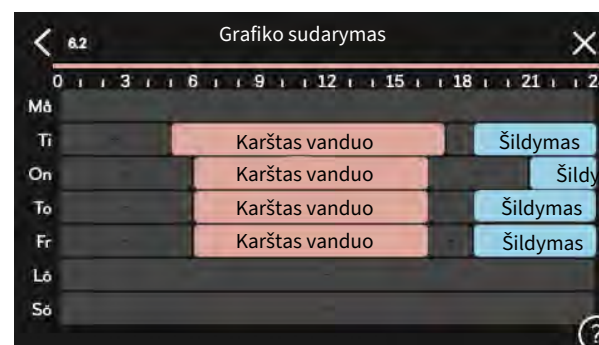 6.2 Grafiko sudarymas
0 3 6 9 12 15 18 21 2
Må
Ti Karštas vanduo Šildymas
On Karštas vanduo Šildy
To Karštas vanduo Šildymas
Fr Karštas vanduo Šildymas
Lö
Sö
?